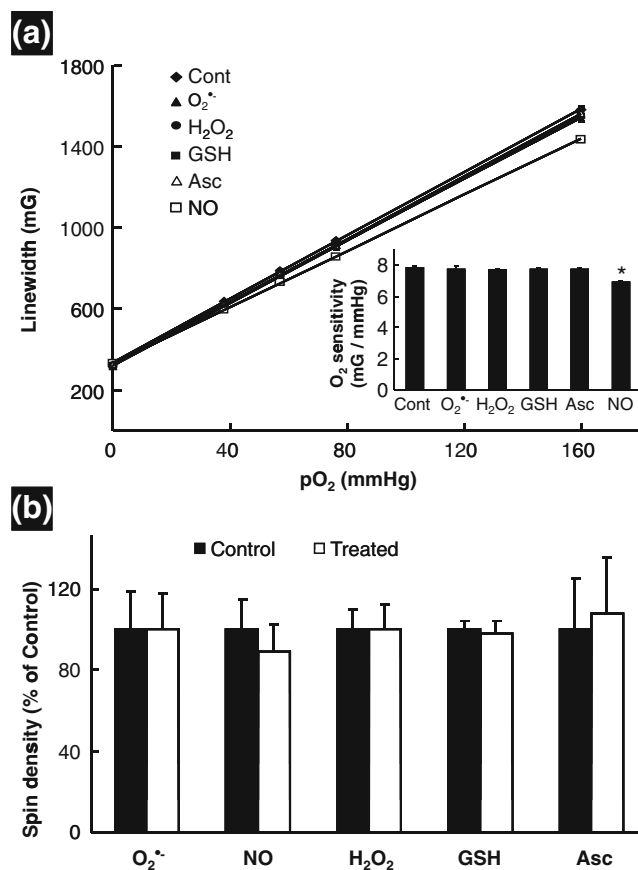 (a)
1800
1400
1000
600
200
Linewidth (mG)
Cont
O₂•-
H₂O₂
GSH
Asc
NO
0
40
80
120
160
pO₂ (mmHg)
O₂ sensitivity
(mG / mmHg)
8
6
4
2
0
*
Cont O₂•- H₂O₂ GSH Asc NO
(b)
Control Treated
Spin density (% of Control)
120
80
40
0
O₂•- NO H₂O₂ GSH Asc